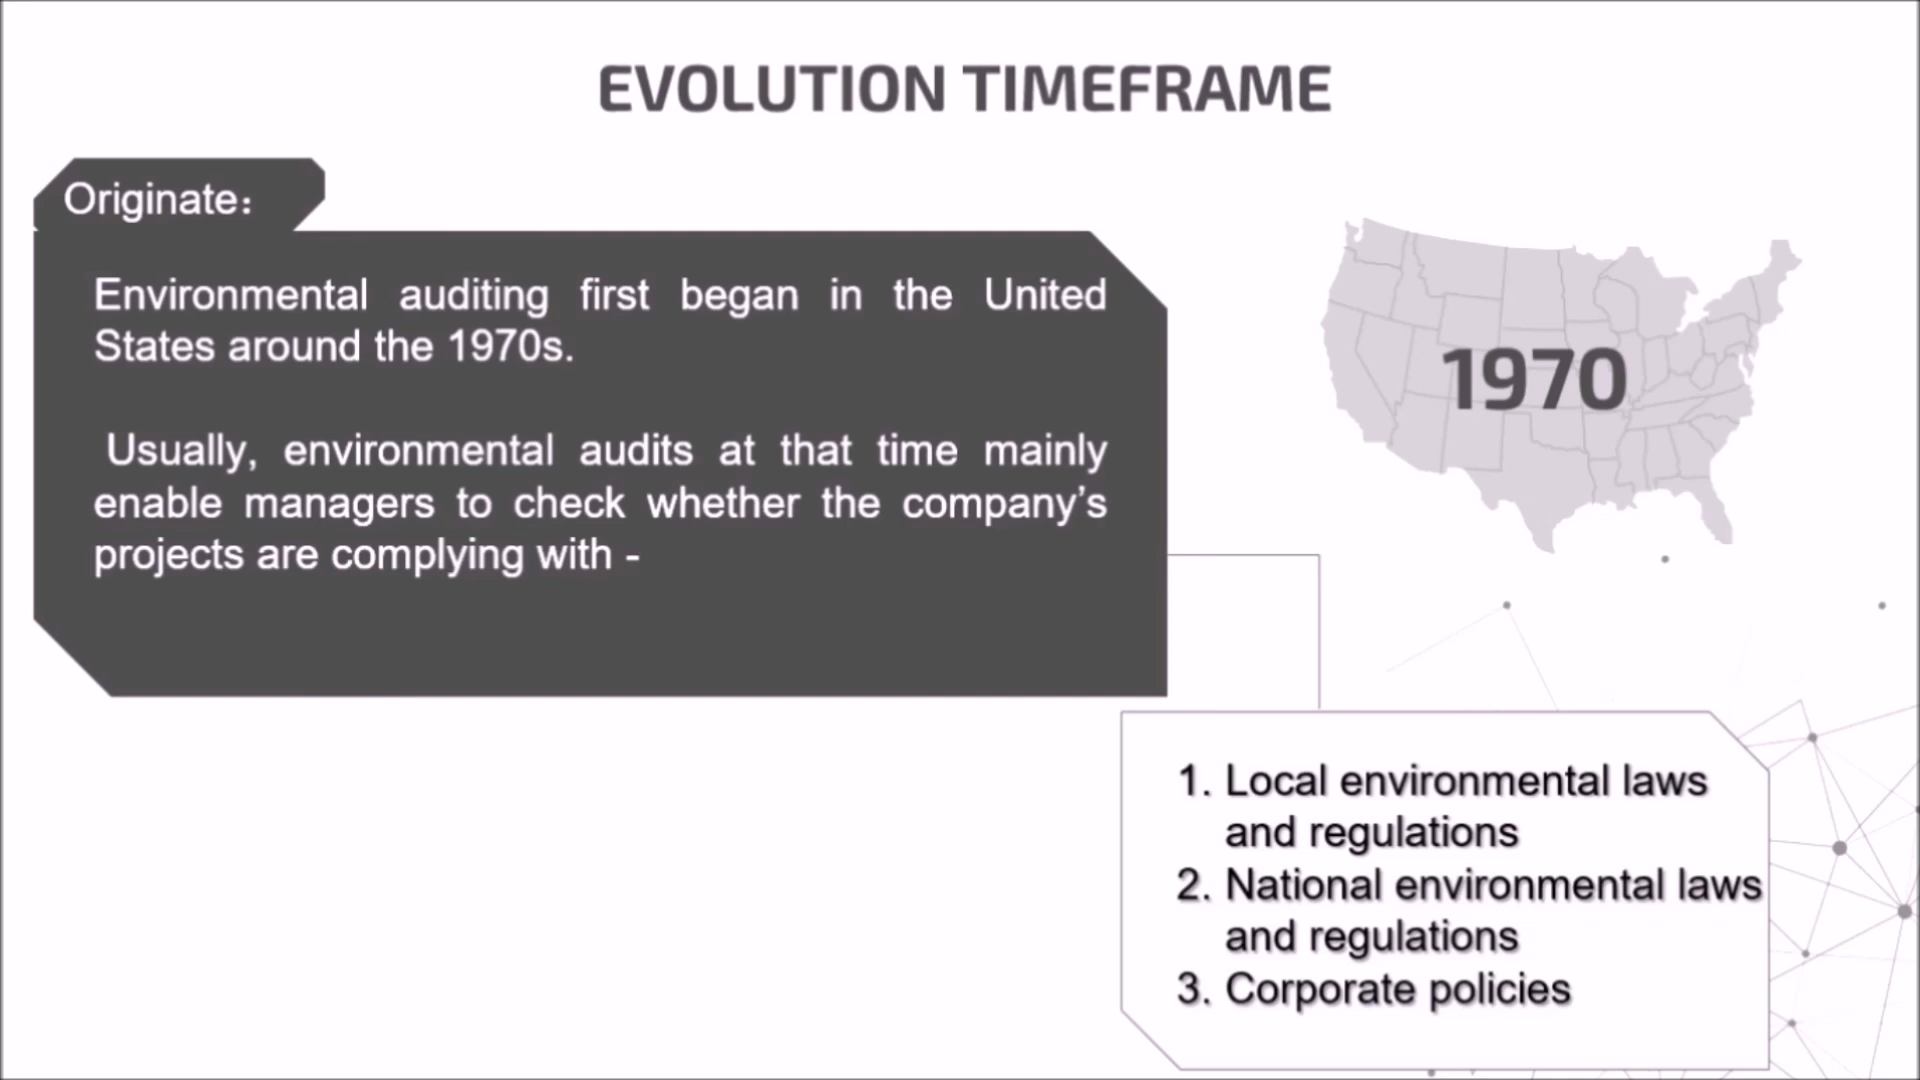 EVOLUTION TIMEFRAME
Originate：
Environmental auditing first began in the United
States around the 1970s.
Usually, environmental audits at that time mainly
enable managers to check whether the company’s
projects are complying with -
1970
1. Local environmental laws
and regulations
2. National environmental laws
and regulations
3. Corporate policies